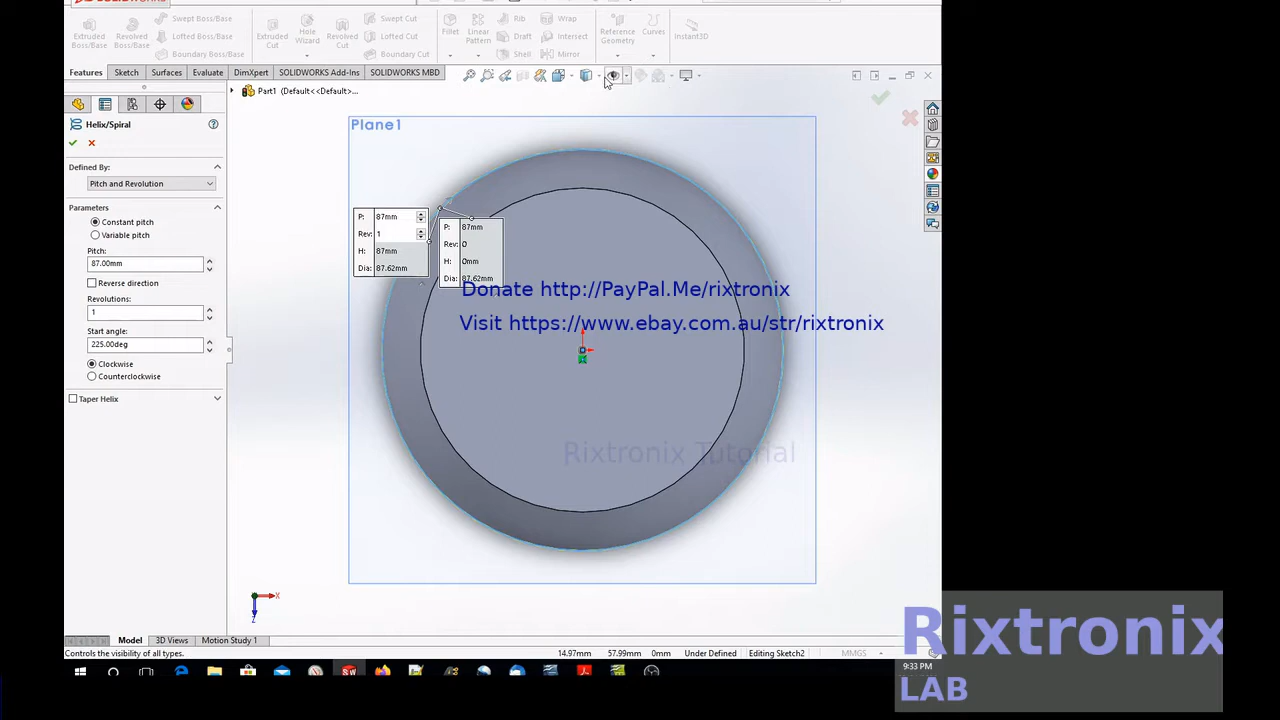 SOLIDWORKS
Extruded Boss/Base
Revolved Boss/Base
Swept Boss/Base
Lofted Boss/Base
Boundary Boss/Base
Extruded Cut
Hole Wizard
Revolved Cut
Swept Cut
Lofted Cut
Boundary Cut
Fillet
Linear Pattern
Rib
Draft
Shell
Wrap
Intersect
Mirror
Reference Geometry
Curves
Instant3D
Features Sketch Surfaces Evaluate DimXpert SOLIDWORKS Add-Ins SOLIDWORKS MBD
Part1 (Default<<Default>...
Helix/Spiral
Defined By:
Pitch and Revolution
Parameters
Constant pitch
Variable pitch
Pitch:
87.00mm
Reverse direction
Revolutions:
1
Start angle:
225.00deg
Clockwise
Counterclockwise
Taper Helix
Plane1
P: 87mm
Rev: 1
H: 87mm
Dia: 87.62mm
P: 87mm
Rev: 0
H: 0mm
Dia: 87.62mm
Donate http://PayPal.Me/rixtronix
Visit https://www.ebay.com.au/str/rixtronix
Rixtronix Tutorial
X
Z
Model 3D Views Motion Study 1
Controls the visibility of all types. 14.97mm 57.99mm 0mm Under Defined Editing Sketch2 MMGS
9:33 PM
Rixtronix
LAB